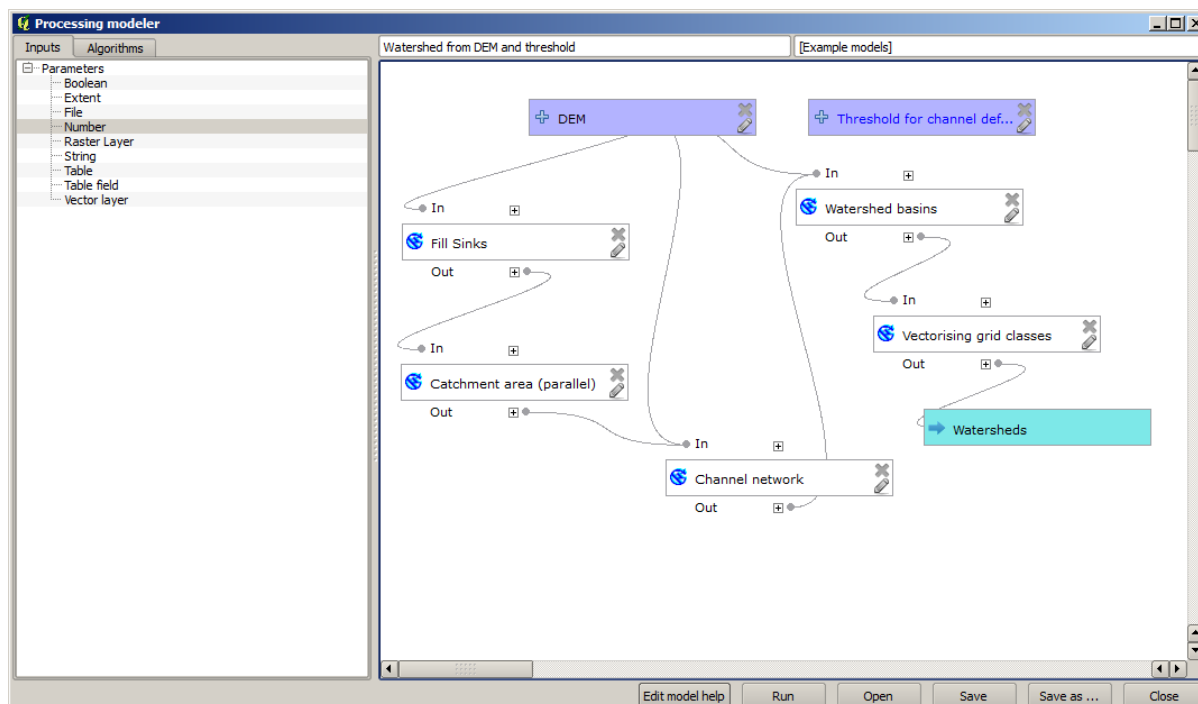 Processing modeler
Inputs
Algorithms
Parameters
Boolean
Extent
File
Number
Raster Layer
String
Table
Table field
Vector layer
Watershed from DEM and threshold
[Example models]
DEM
Threshold for channel def...
In
Watershed basins
Out
In
Fill Sinks
Out
In
Vectorising grid classes
Out
In
Catchment area (parallel)
Out
Watersheds
In
Channel network
Out
Edit model help
Run
Open
Save
Save as ...
Close